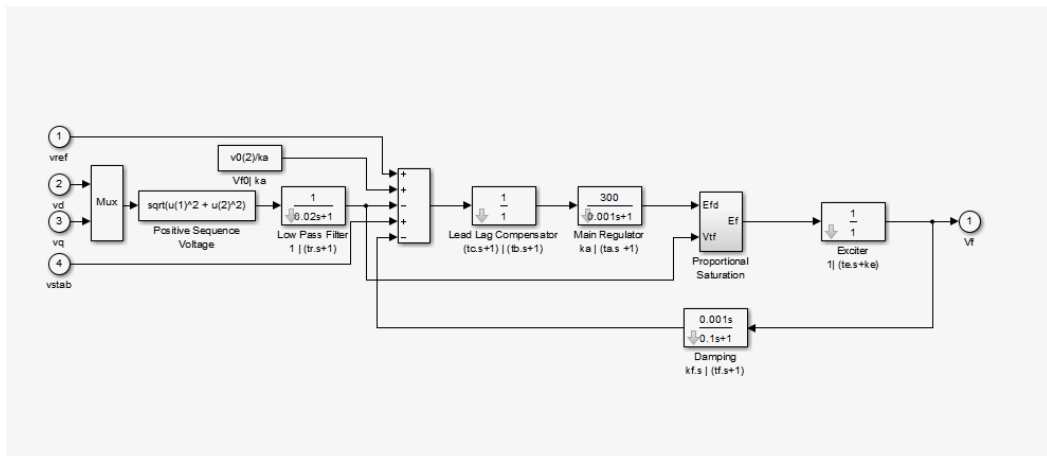 1
vref
2
vd
3
vq
4
vstab
Mux
sqrt(u(1)^2 + u(2)^2)
Positive Sequence
Voltage
v0(2)/ka
Vf0| ka
1
0.02s+1
Low Pass Filter
1 | (tr.s+1)
+
+
−
+
−
1
1
Lead Lag Compensator
(tc.s+1) | (tb.s+1)
300
0.001s+1
Main Regulator
ka | (ta.s +1)
Efd
Ef
Vtf
Proportional
Saturation
1
1
Exciter
1| (te.s+ke)
1
Vf
0.001s
0.1s+1
Damping
kf.s | (tf.s+1)